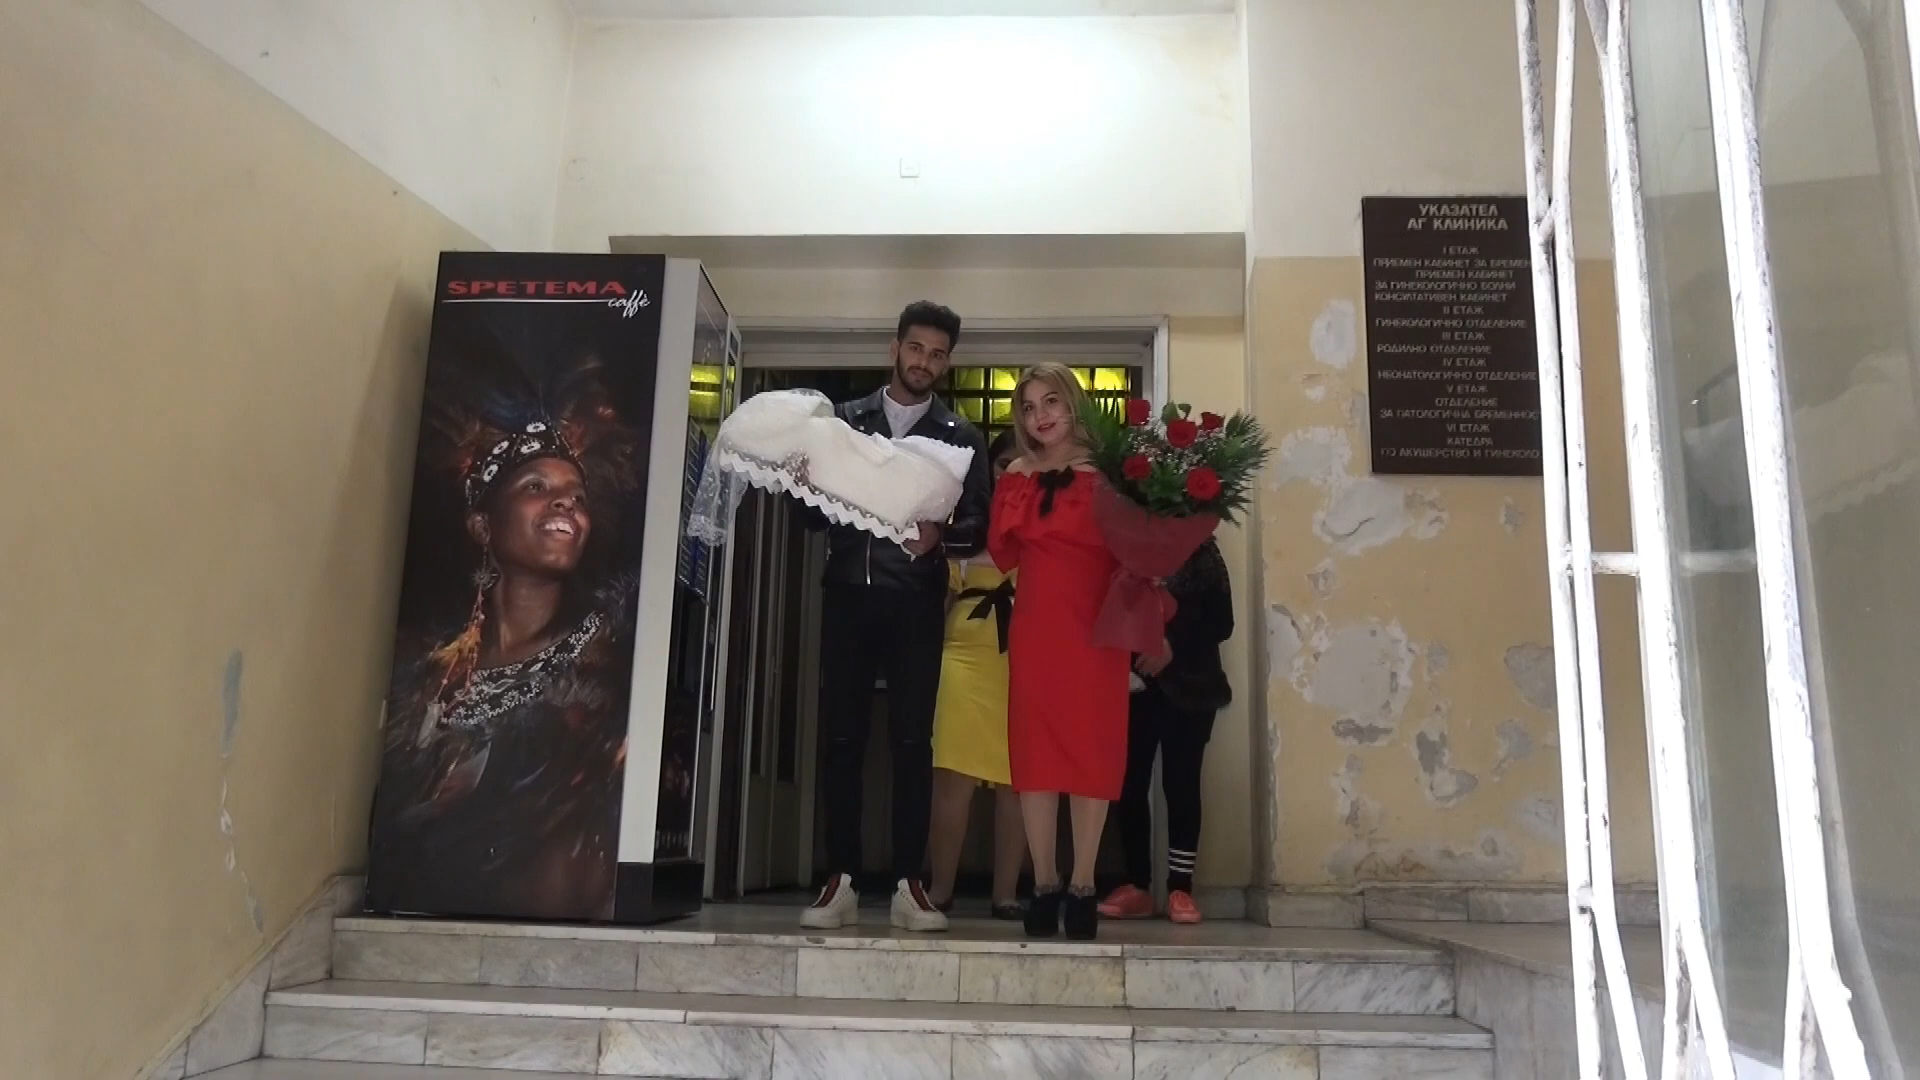 SPETEMA
caffè
УКАЗАТЕЛ
АГ КЛИНИКА
I ЕТАЖ
ПРИЕМЕН КАБИНЕТ ЗА БРЕМЕН
ПРИЕМЕН КАБИНЕТ
ЗА ГИНЕКОЛОГИЧНО БОЛНИ
КОНСУЛТАТИВЕН КАБИНЕТ
II ЕТАЖ
ГИНЕКОЛОГИЧНО ОТДЕЛЕНИЕ
III ЕТАЖ
РОДИЛНО ОТДЕЛЕНИЕ
IV ЕТАЖ
НЕОНАТОЛОГИЧНО ОТДЕЛЕНИЕ
V ЕТАЖ
ОТДЕЛЕНИЕ
ЗА ПАТОЛОГИЧНА БРЕМЕННОС
VI ЕТАЖ
КАТЕДРА
ПО АКУШЕРСТВО И ГИНЕКОЛО